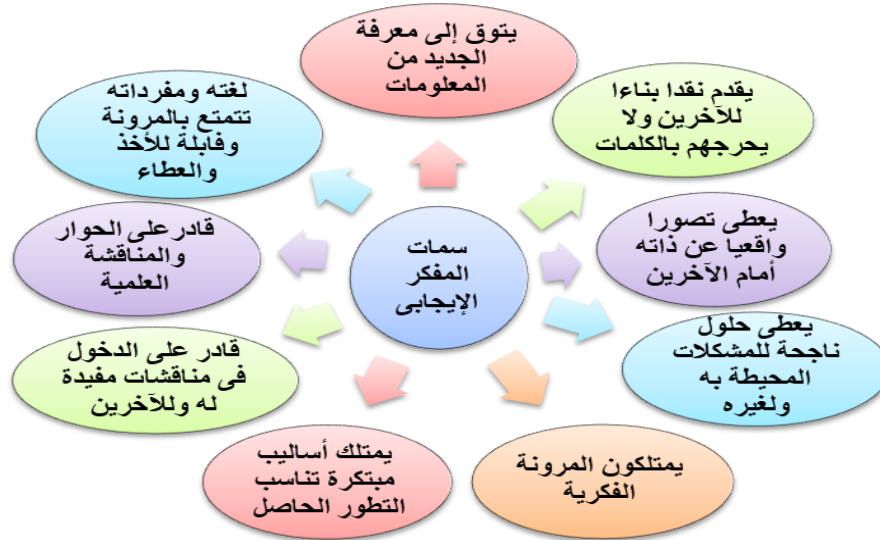 يتوق إلى معرفة
الجديد من
المعلومات
يقدم نقدا بناءا
للآخرين ولا
يحرجهم بالكلمات
يعطى تصورا
واقعيا عن ذاته
أمام الآخرين
يعطى حلول
ناجحة للمشكلات
المحيطة به
ولغيره
يمتلكون المرونة
الفكرية
يمتلك أساليب
مبتكرة تناسب
التطور الحاصل
قادر على الدخول
فى مناقشات مفيدة
له وللآخرين
قادر على الحوار
والمناقشة
العلمية
لغته ومفرداته
تتمتع بالمرونة
وقابلة للأخذ
والعطاء
سمات
المفكر
الإيجابى